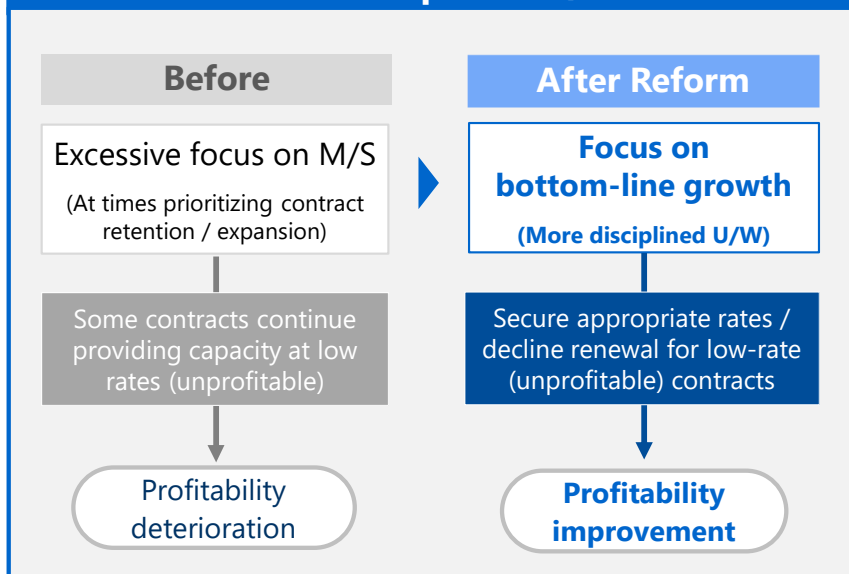 Before
Excessive focus on M/S
(At times prioritizing contract
retention / expansion)
Some contracts continue
providing capacity at low
rates (unprofitable)
Profitability
deterioration
After Reform
Focus on
bottom-line growth
(More disciplined U/W)
Secure appropriate rates /
decline renewal for low-rate
(unprofitable) contracts
Profitability
improvement